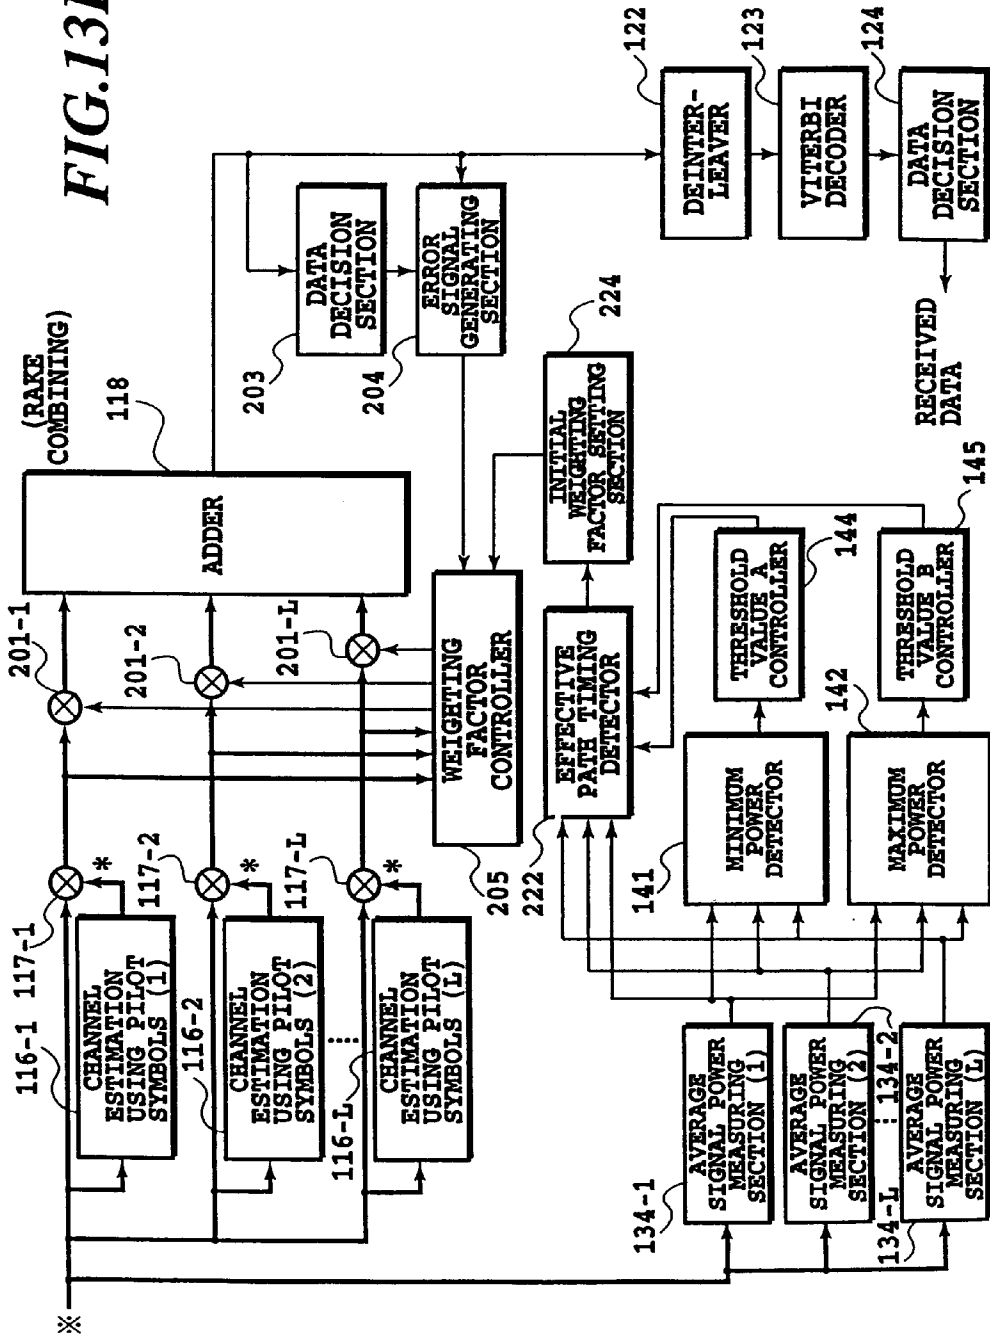 FIG.13B
※
116-1
117-1
CHANNEL
ESTIMATION
USING PILOT
SYMBOLS (1)
*
201-1
116-2
117-2
CHANNEL
ESTIMATION
USING PILOT
SYMBOLS (2)
*
201-2
116-L
117-L
CHANNEL
ESTIMATION
USING PILOT
SYMBOLS (L)
*
201-L
(RAKE
COMBINING)
118
ADDER
203
DATA
DECISION
SECTION
204
ERROR
SIGNAL
GENERATING
SECTION
205
WEIGHTING
FACTOR
CONTROLLER
222
EFFECTIVE
PATH TIMING
DETECTOR
224
INITIAL
WEIGHTING
FACTOR SETTING
SECTION
134-1
AVERAGE
SIGNAL POWER
MEASURING
SECTION (1)
134-2
AVERAGE
SIGNAL POWER
MEASURING
SECTION (2)
134-L
AVERAGE
SIGNAL POWER
MEASURING
SECTION (L)
141
MINIMUM
POWER
DETECTOR
142
MAXIMUM
POWER
DETECTOR
144
THRESHOLD
VALUE A
CONTROLLER
145
THRESHOLD
VALUE B
CONTROLLER
122
DEINTER-
LEAVER
123
VITERBI
DECODER
124
DATA
DECISION
SECTION
RECEIVED
DATA